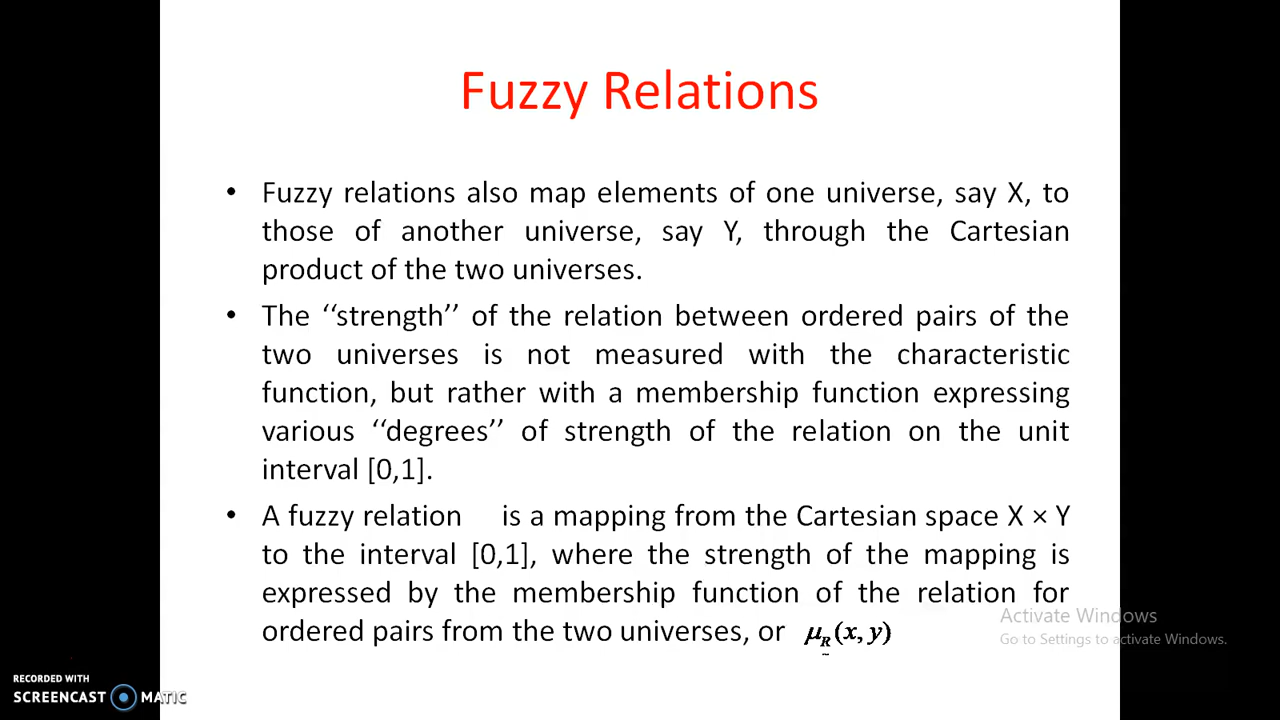 Fuzzy Relations
• Fuzzy relations also map elements of one universe, say X, to
those of another universe, say Y, through the Cartesian
product of the two universes.
• The ‘‘strength’’ of the relation between ordered pairs of the
two universes is not measured with the characteristic
function, but rather with a membership function expressing
various ‘‘degrees’’ of strength of the relation on the unit
interval [0,1].
• A fuzzy relation is a mapping from the Cartesian space X × Y
to the interval [0,1], where the strength of the mapping is
expressed by the membership function of the relation for
ordered pairs from the two universes, or μR̰(x, y)
Activate Windows
Go to Settings to activate Windows.
RECORDED WITH
SCREENCAST MATIC